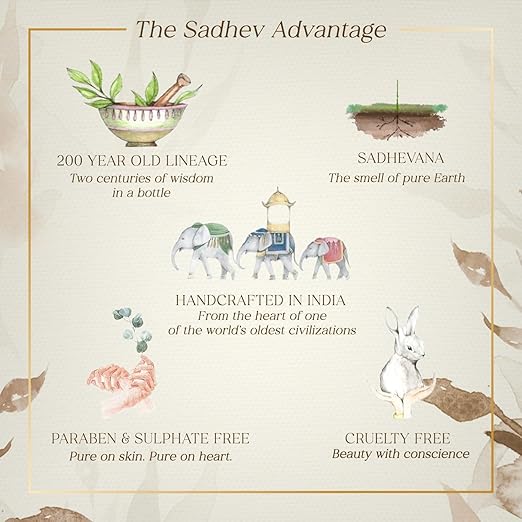 The Sadhev Advantage
200 YEAR OLD LINEAGE
Two centuries of wisdom
in a bottle
SADHEVANA
The smell of pure Earth
HANDCRAFTED IN INDIA
From the heart of one
of the world's oldest civilizations
PARABEN & SULPHATE FREE
Pure on skin. Pure on heart.
CRUELTY FREE
Beauty with conscience